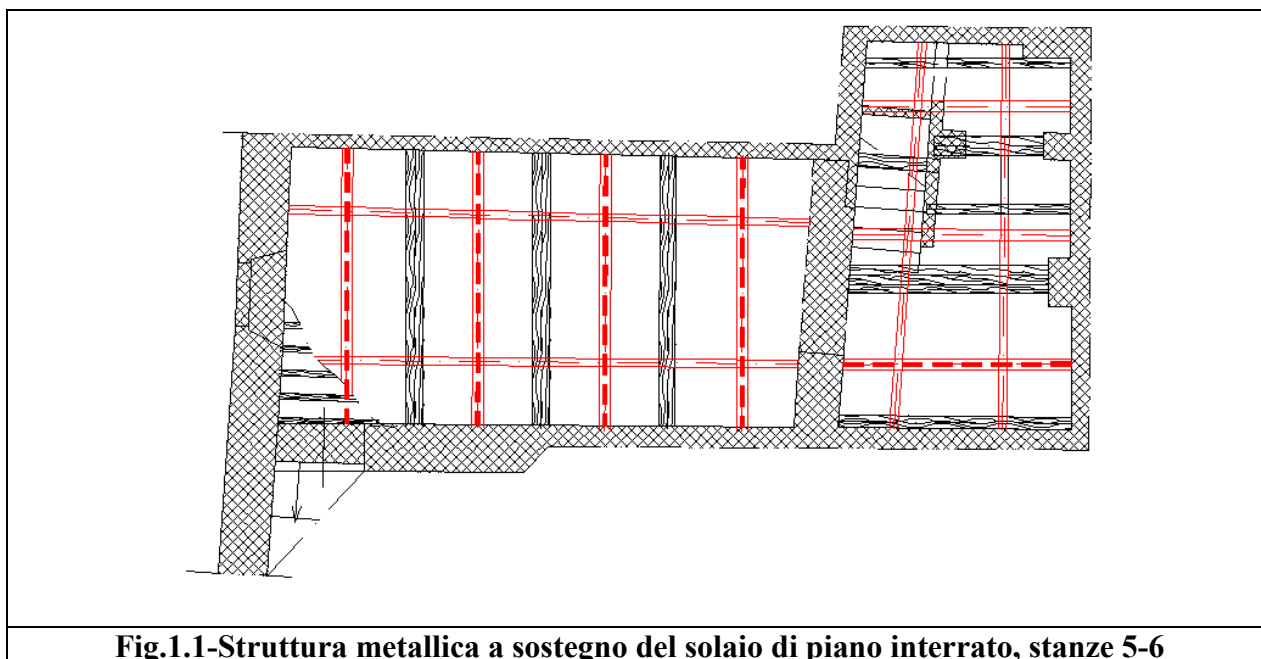 Fig.1.1-Struttura metallica a sostegno del solaio di piano interrato, stanze 5-6